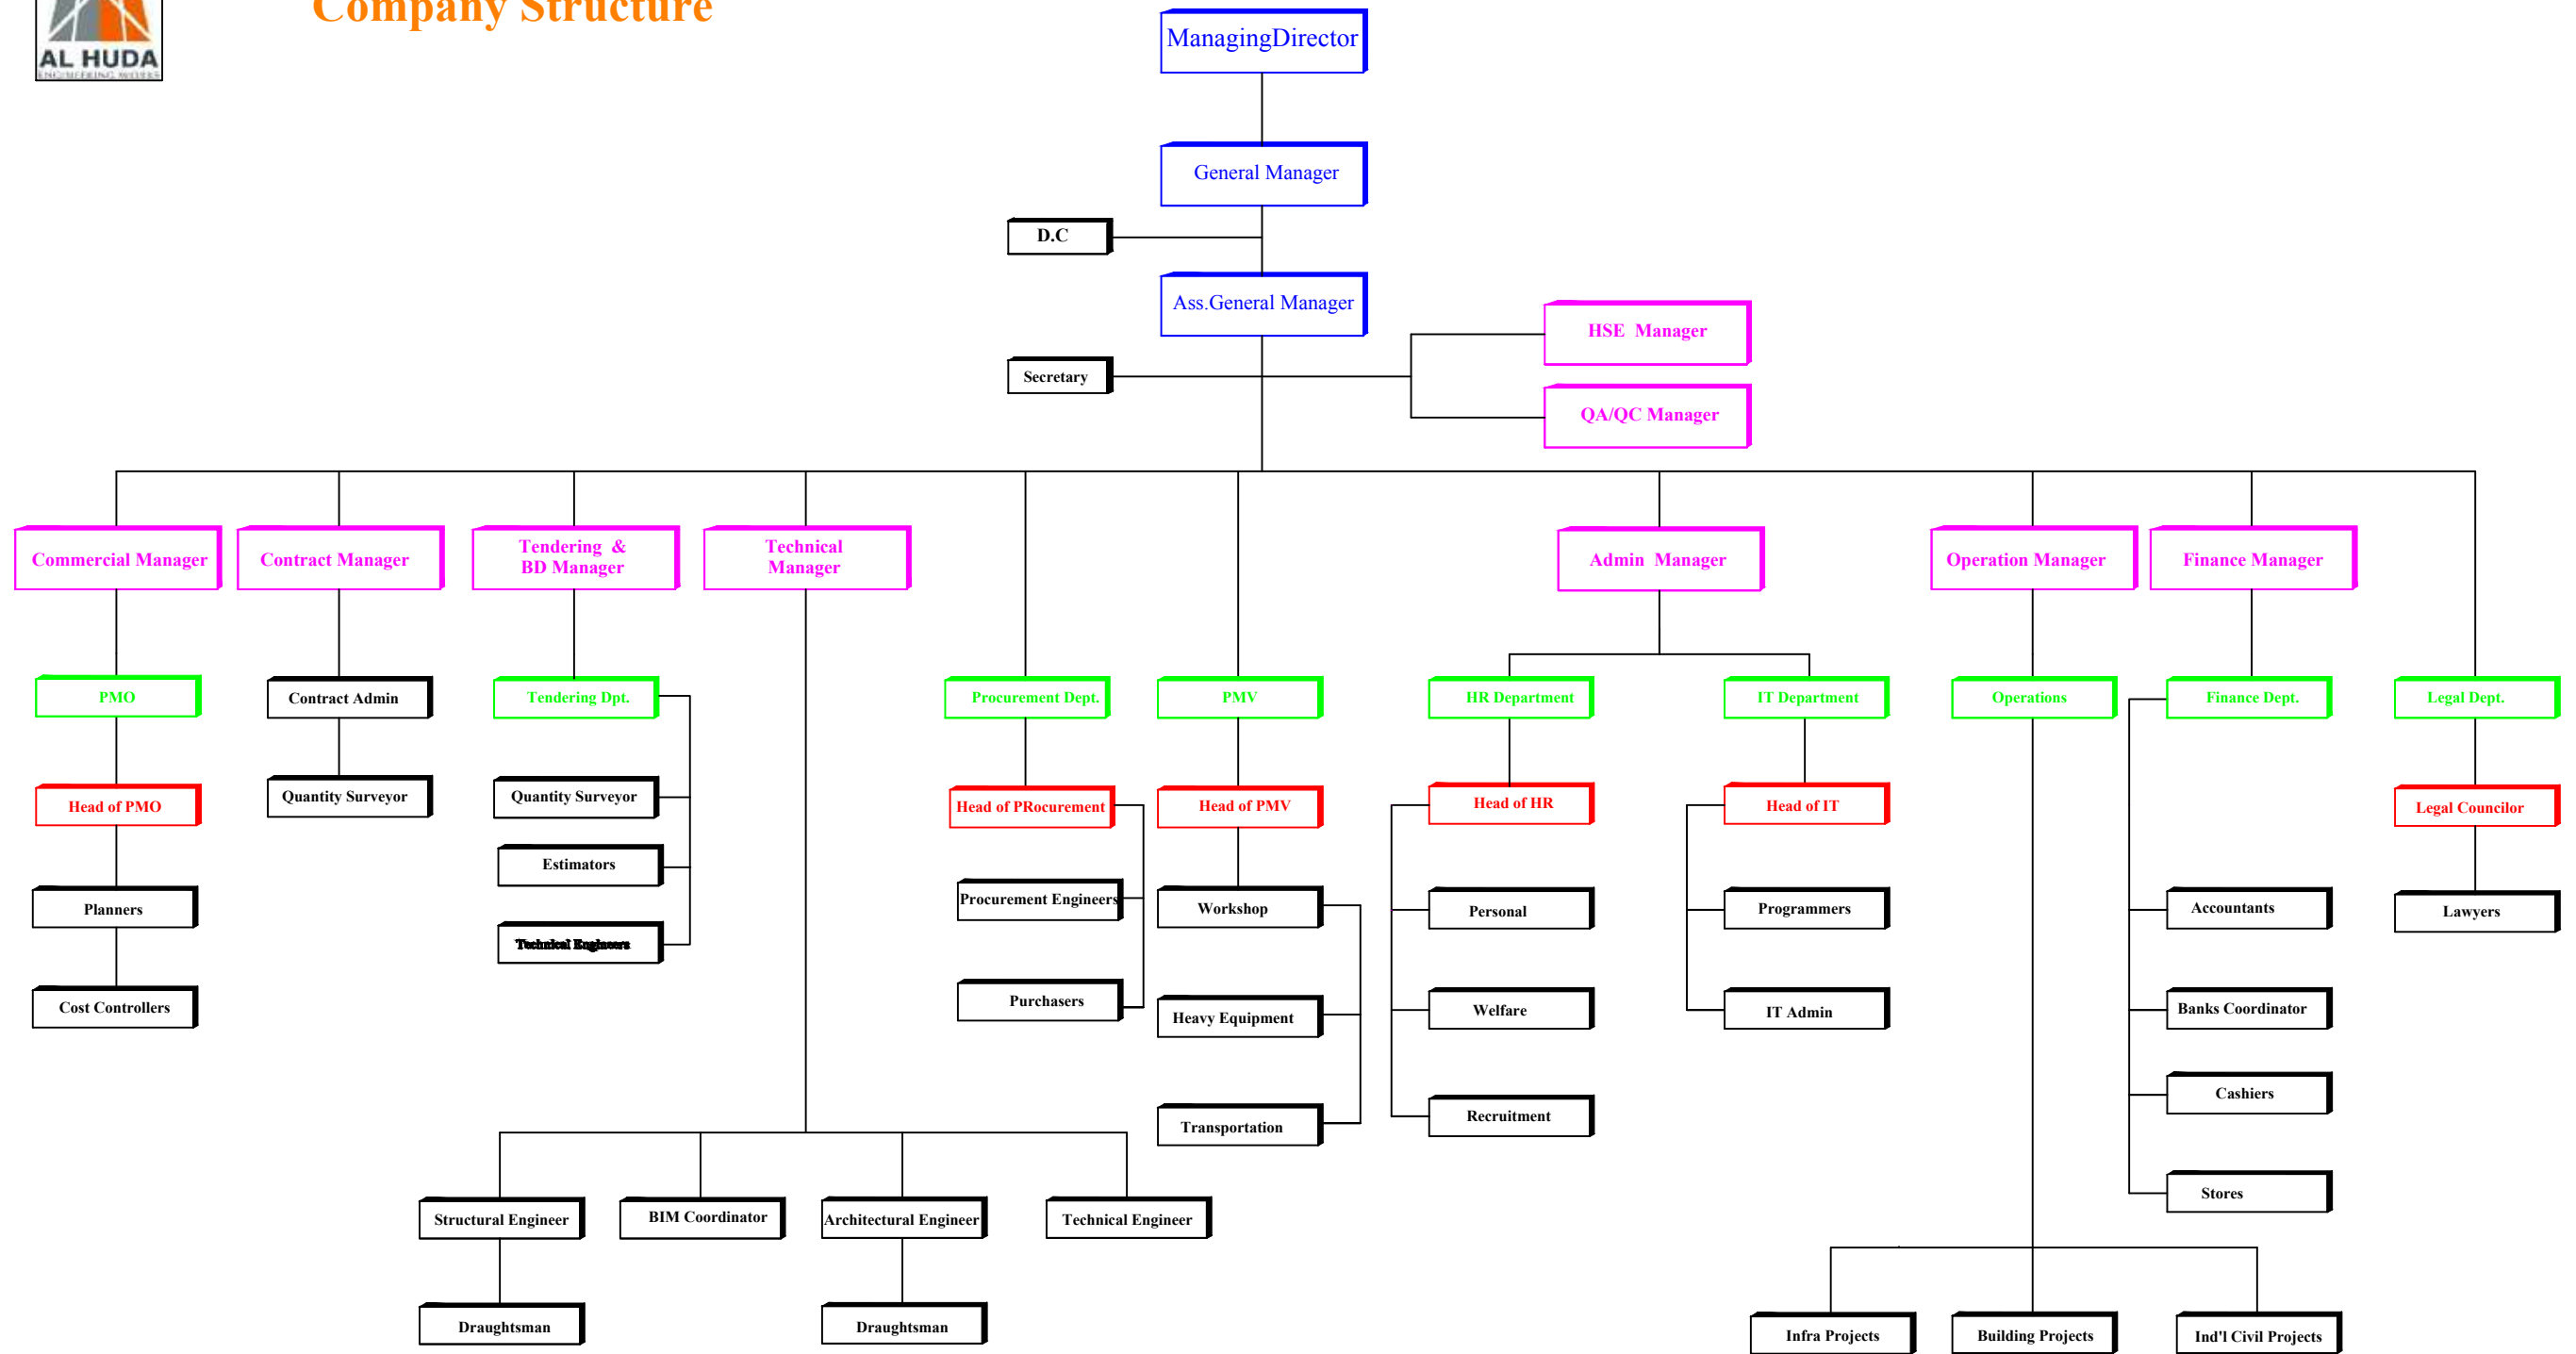 Company Structure
AL HUDA
ENGINEERING WORKS
ManagingDirector
General Manager
D.C
Ass.General Manager
HSE Manager
Secretary
QA/QC Manager
Commercial Manager
Contract Manager
Tendering &
BD Manager
Technical
Manager
Admin Manager
Operation Manager
Finance Manager
PMO
Contract Admin
Tendering Dpt.
Procurement Dept.
PMV
HR Department
IT Department
Operations
Finance Dept.
Legal Dept.
Head of PMO
Quantity Surveyor
Quantity Surveyor
Head of PRocurement
Head of PMV
Head of HR
Head of IT
Legal Councilor
Estimators
Planners
Procurement Engineers
Workshop
Personal
Programmers
Accountants
Lawyers
Technical Engineers
Cost Controllers
Purchasers
Heavy Equipment
Welfare
IT Admin
Banks Coordinator
Cashiers
Transportation
Recruitment
Stores
Structural Engineer
BIM Coordinator
Architectural Engineer
Technical Engineer
Draughtsman
Draughtsman
Infra Projects
Building Projects
Ind'l Civil Projects